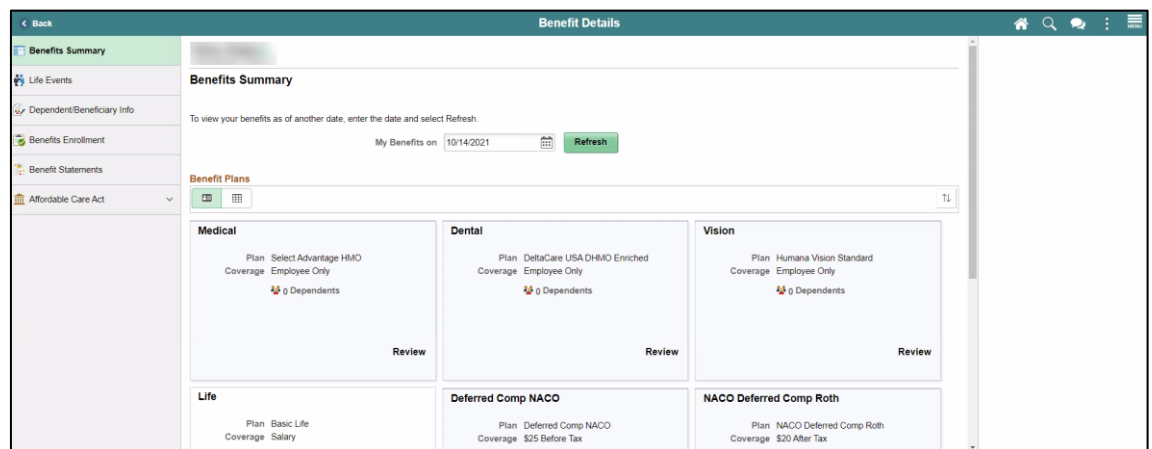 Back
Benefit Details
MENU
Benefits Summary
Life Events
Dependent/Beneficiary Info
Benefits Enrollment
Benefit Statements
Affordable Care Act
Benefits Summary
To view your benefits as of another date, enter the date and select Refresh.
My Benefits on 10/14/2021 Refresh
Benefit Plans
Medical
Plan Select Advantage HMO
Coverage Employee Only
0 Dependents
Review
Dental
Plan DeltaCare USA DHMO Enriched
Coverage Employee Only
0 Dependents
Review
Vision
Plan Humana Vision Standard
Coverage Employee Only
0 Dependents
Review
Life
Plan Basic Life
Coverage Salary
Deferred Comp NACO
Plan Deferred Comp NACO
Coverage $25 Before Tax
NACO Deferred Comp Roth
Plan NACO Deferred Comp Roth
Coverage $20 After Tax